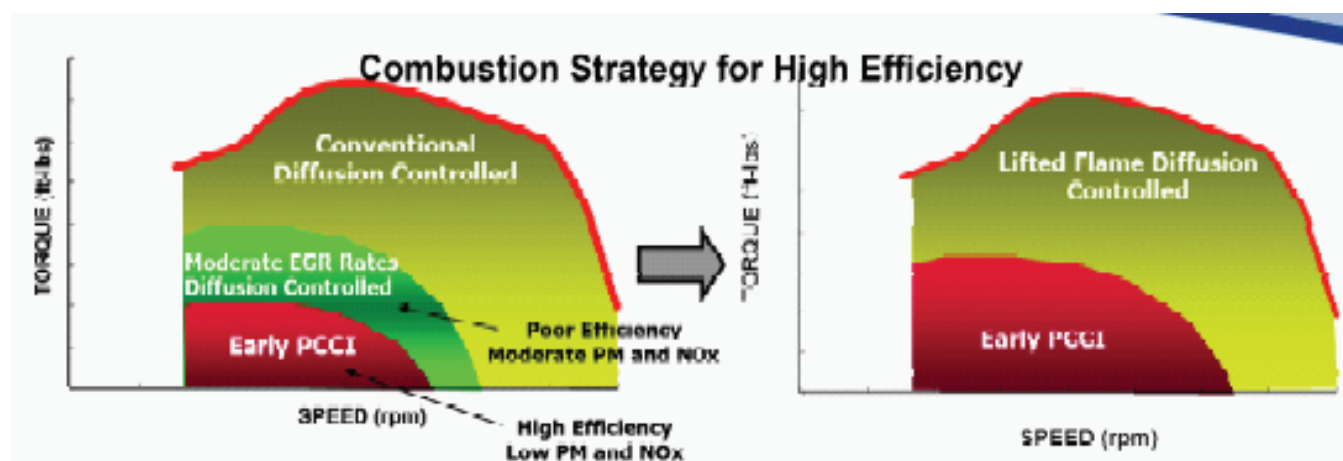 Combustion Strategy for High Efficiency
TORQUE (ft-lbs)
Conventional
Diffusion Controlled
Moderate EGR Rates
Diffusion Controlled
Early PCCI
Poor Efficiency
Moderate PM and NOx
SPEED (rpm)
High Efficiency
Low PM and NOx
TORQUE (ft-lbs)
Lifted Flame Diffusion
Controlled
Early PCCI
SPEED (rpm)